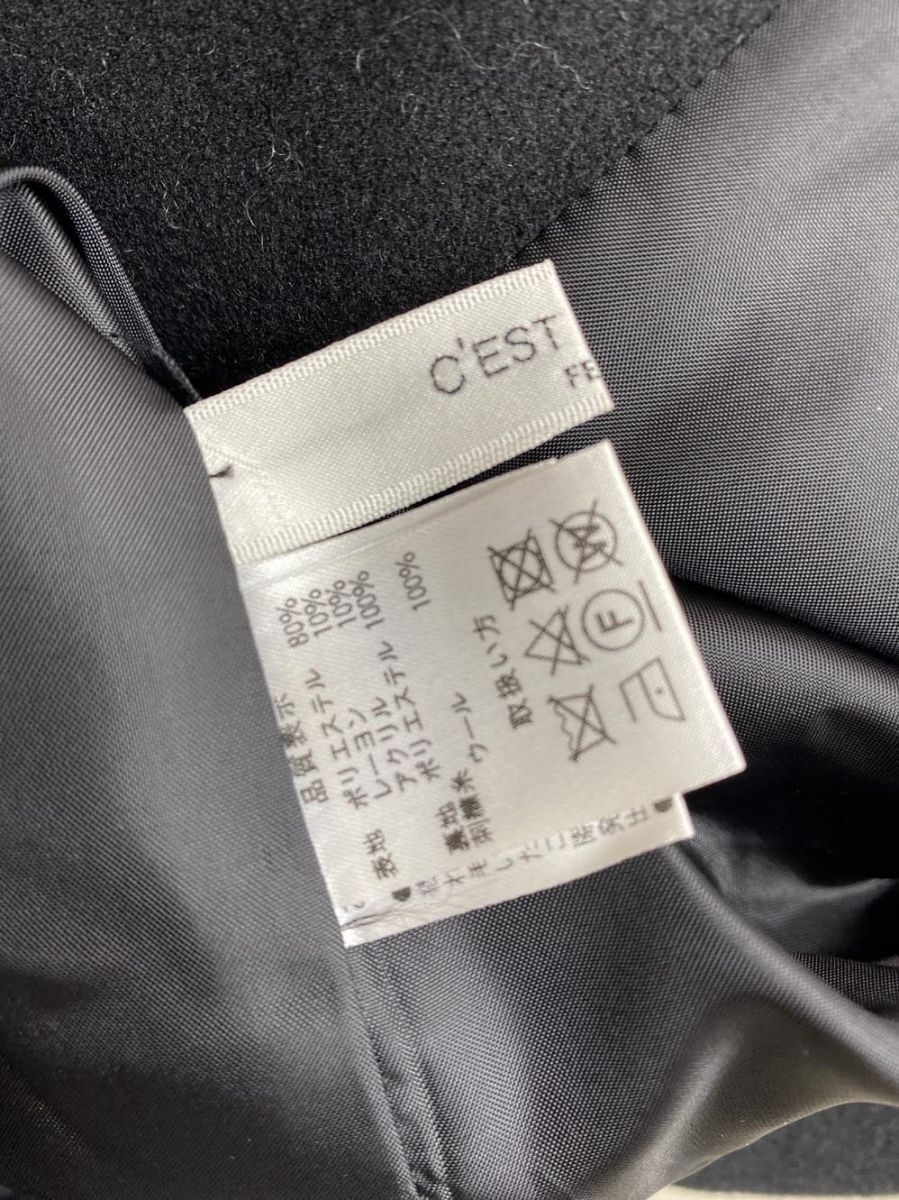 C'EST
FE
品質表示
表地 ポリエステル 80%
レーヨン 10%
アクリル 10%
裏地 ポリエステル 100%
刺繍糸 ウール 100%
取扱い方
W
F